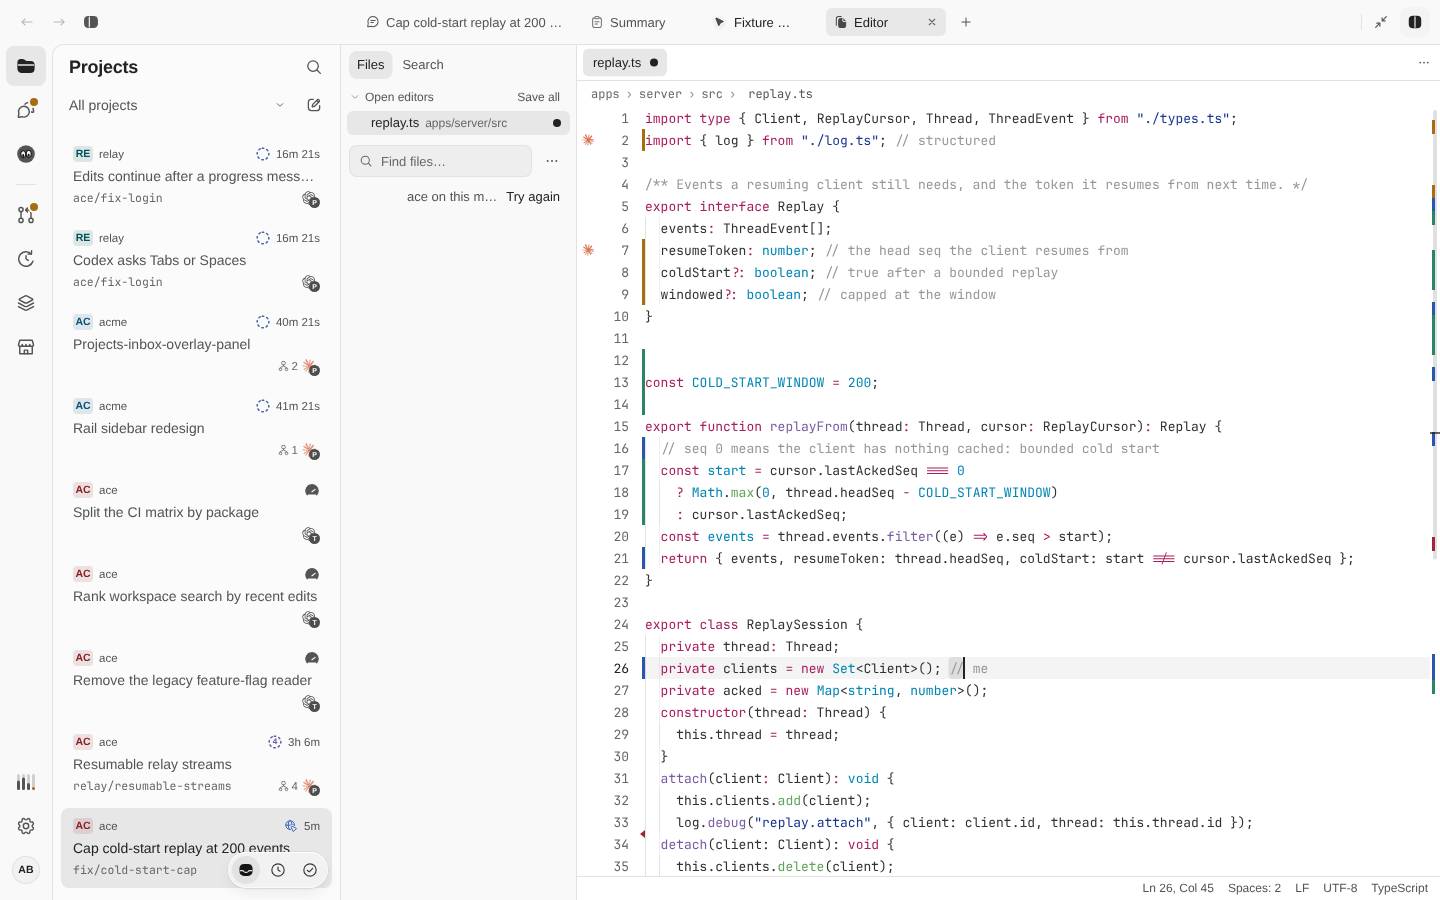 Cap cold-start replay at 200 …
Summary
Fixture …
Editor
Projects
All projects
RE relay 16m 21s
Edits continue after a progress mess…
ace/fix-login
P
RE relay 16m 21s
Codex asks Tabs or Spaces
ace/fix-login
P
AC acme 40m 21s
Projects-inbox-overlay-panel
2 P
AC acme 41m 21s
Rail sidebar redesign
1 P
AC ace
Split the CI matrix by package
T
AC ace
Rank workspace search by recent edits
T
AC ace
Remove the legacy feature-flag reader
T
AC ace 4 3h 6m
Resumable relay streams
relay/resumable-streams 4 P
AC ace 5m
Cap cold-start replay at 200 events
fix/cold-start-cap
AB
Files Search
Open editors Save all
replay.ts apps/server/src
Find files…
ace on this m… Try again
replay.ts
apps › server › src › replay.ts
1 import type { Client, ReplayCursor, Thread, ThreadEvent } from "./types.ts";
2 import { log } from "./log.ts"; // structured
3
4 /** Events a resuming client still needs, and the token it resumes from next time. */
5 export interface Replay {
6 events: ThreadEvent[];
7 resumeToken: number; // the head seq the client resumes from
8 coldStart?: boolean; // true after a bounded replay
9 windowed?: boolean; // capped at the window
10 }
11
12
13 const COLD_START_WINDOW = 200;
14
15 export function replayFrom(thread: Thread, cursor: ReplayCursor): Replay {
16 // seq 0 means the client has nothing cached: bounded cold start
17 const start = cursor.lastAckedSeq === 0
18 ? Math.max(0, thread.headSeq - COLD_START_WINDOW)
19 : cursor.lastAckedSeq;
20 const events = thread.events.filter((e) => e.seq > start);
21 return { events, resumeToken: thread.headSeq, coldStart: start !== cursor.lastAckedSeq };
22 }
23
24 export class ReplaySession {
25 private thread: Thread;
26 private clients = new Set<Client>(); // me
27 private acked = new Map<string, number>();
28 constructor(thread: Thread) {
29 this.thread = thread;
30 }
31 attach(client: Client): void {
32 this.clients.add(client);
33 log.debug("replay.attach", { client: client.id, thread: this.thread.id });
34 detach(client: Client): void {
35 this.clients.delete(client);
Ln 26, Col 45 Spaces: 2 LF UTF-8 TypeScript